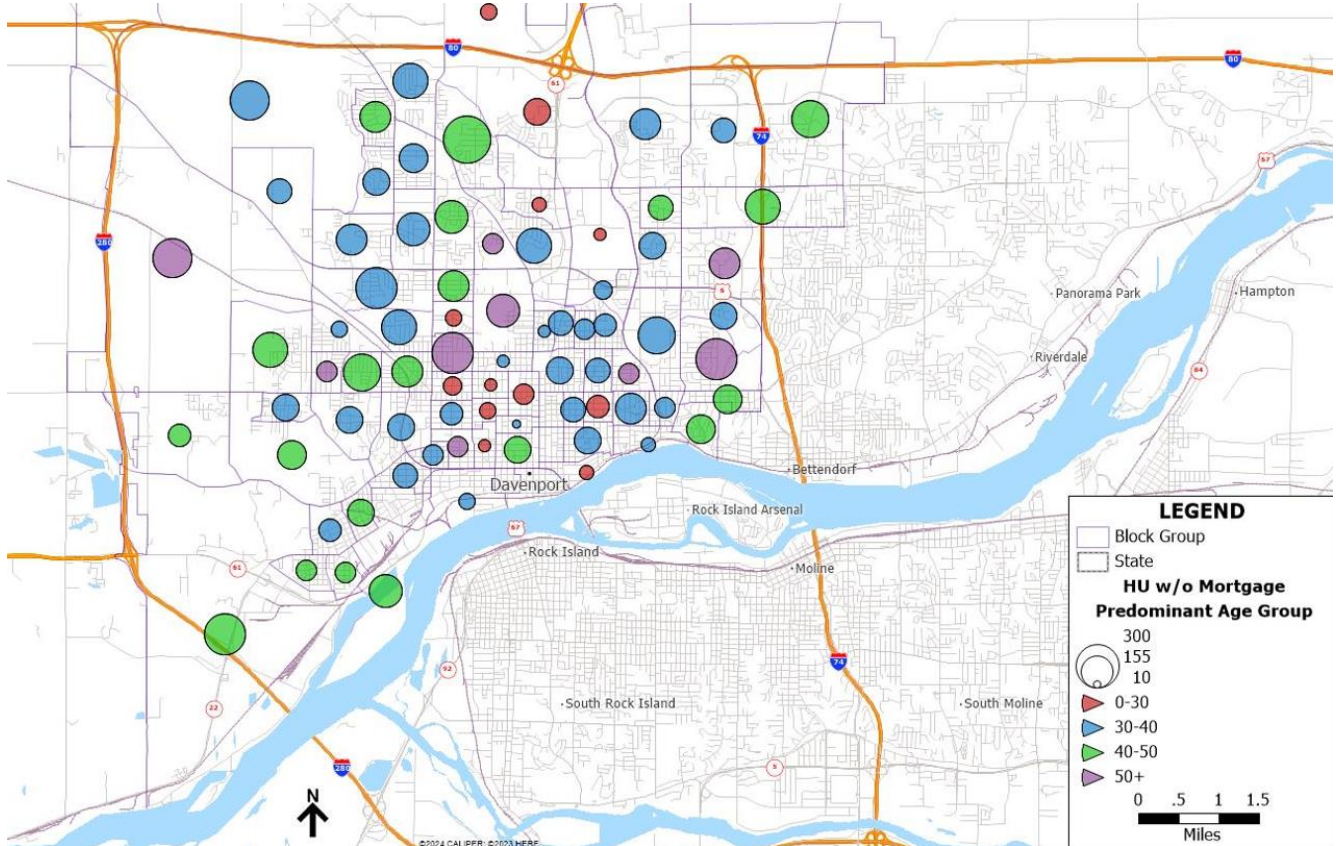 80
61
80
74
67
280
6
Panorama Park
Hampton
Riverdale
84
Bettendorf
Davenport
Rock Island Arsenal
67
Rock Island
Moline
61
92
74
22
South Rock Island
South Moline
280
5
N
©2024 CALIPER; ©2023 HERE
LEGEND
Block Group
State
HU w/o Mortgage
Predominant Age Group
300
155
10
0-30
30-40
40-50
50+
0 .5 1 1.5
Miles